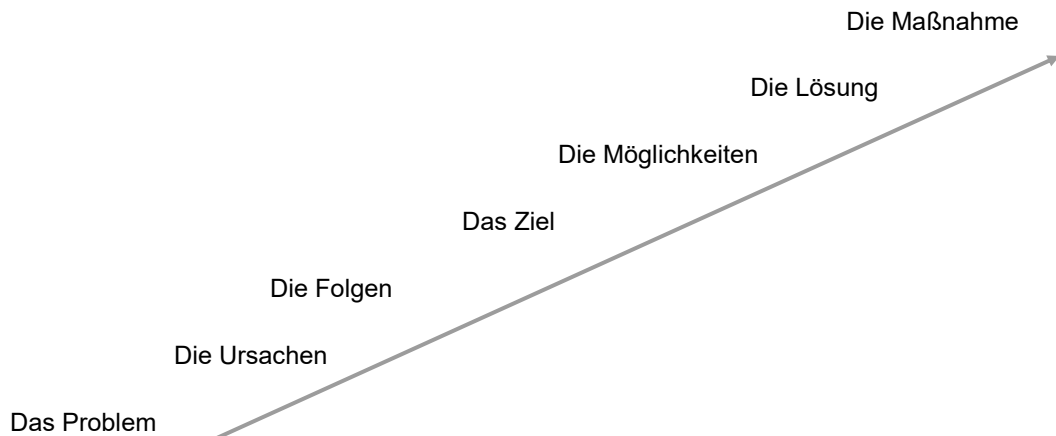 Die Maßnahme
Die Lösung
Die Möglichkeiten
Das Ziel
Die Folgen
Die Ursachen
Das Problem